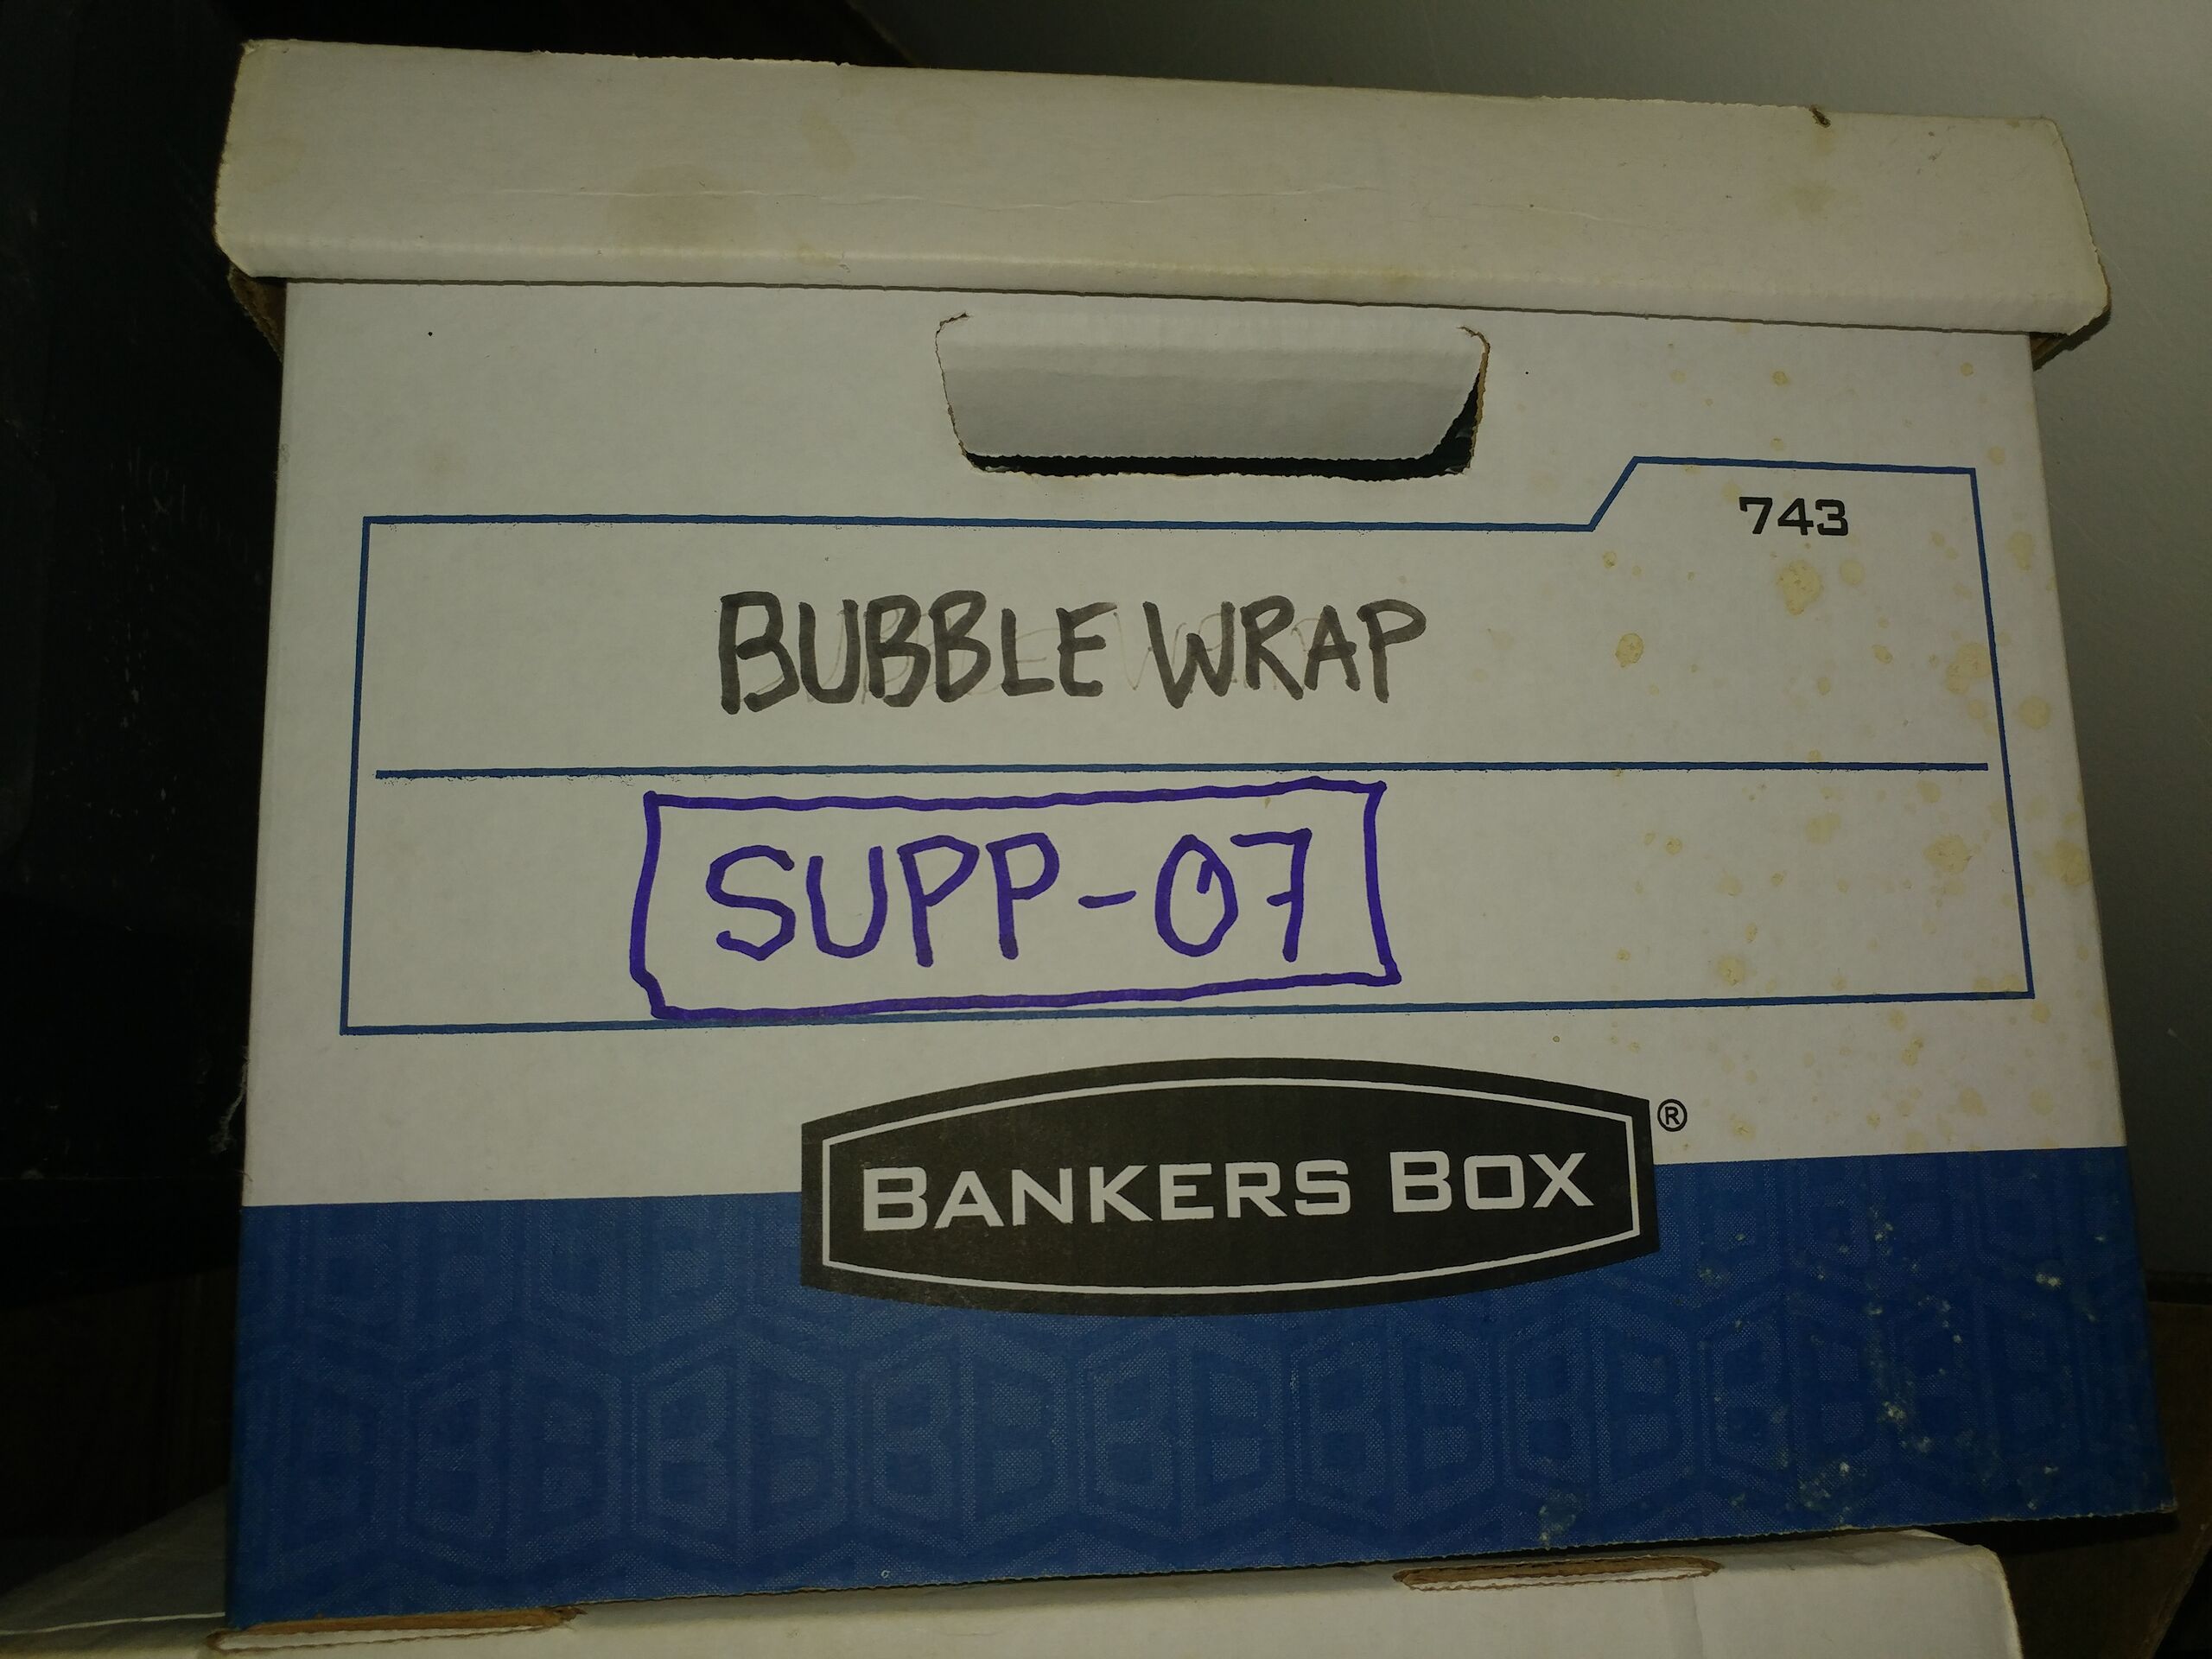 743
BUBBLE WRAP
SUPP-07
BANKERS BOX ®